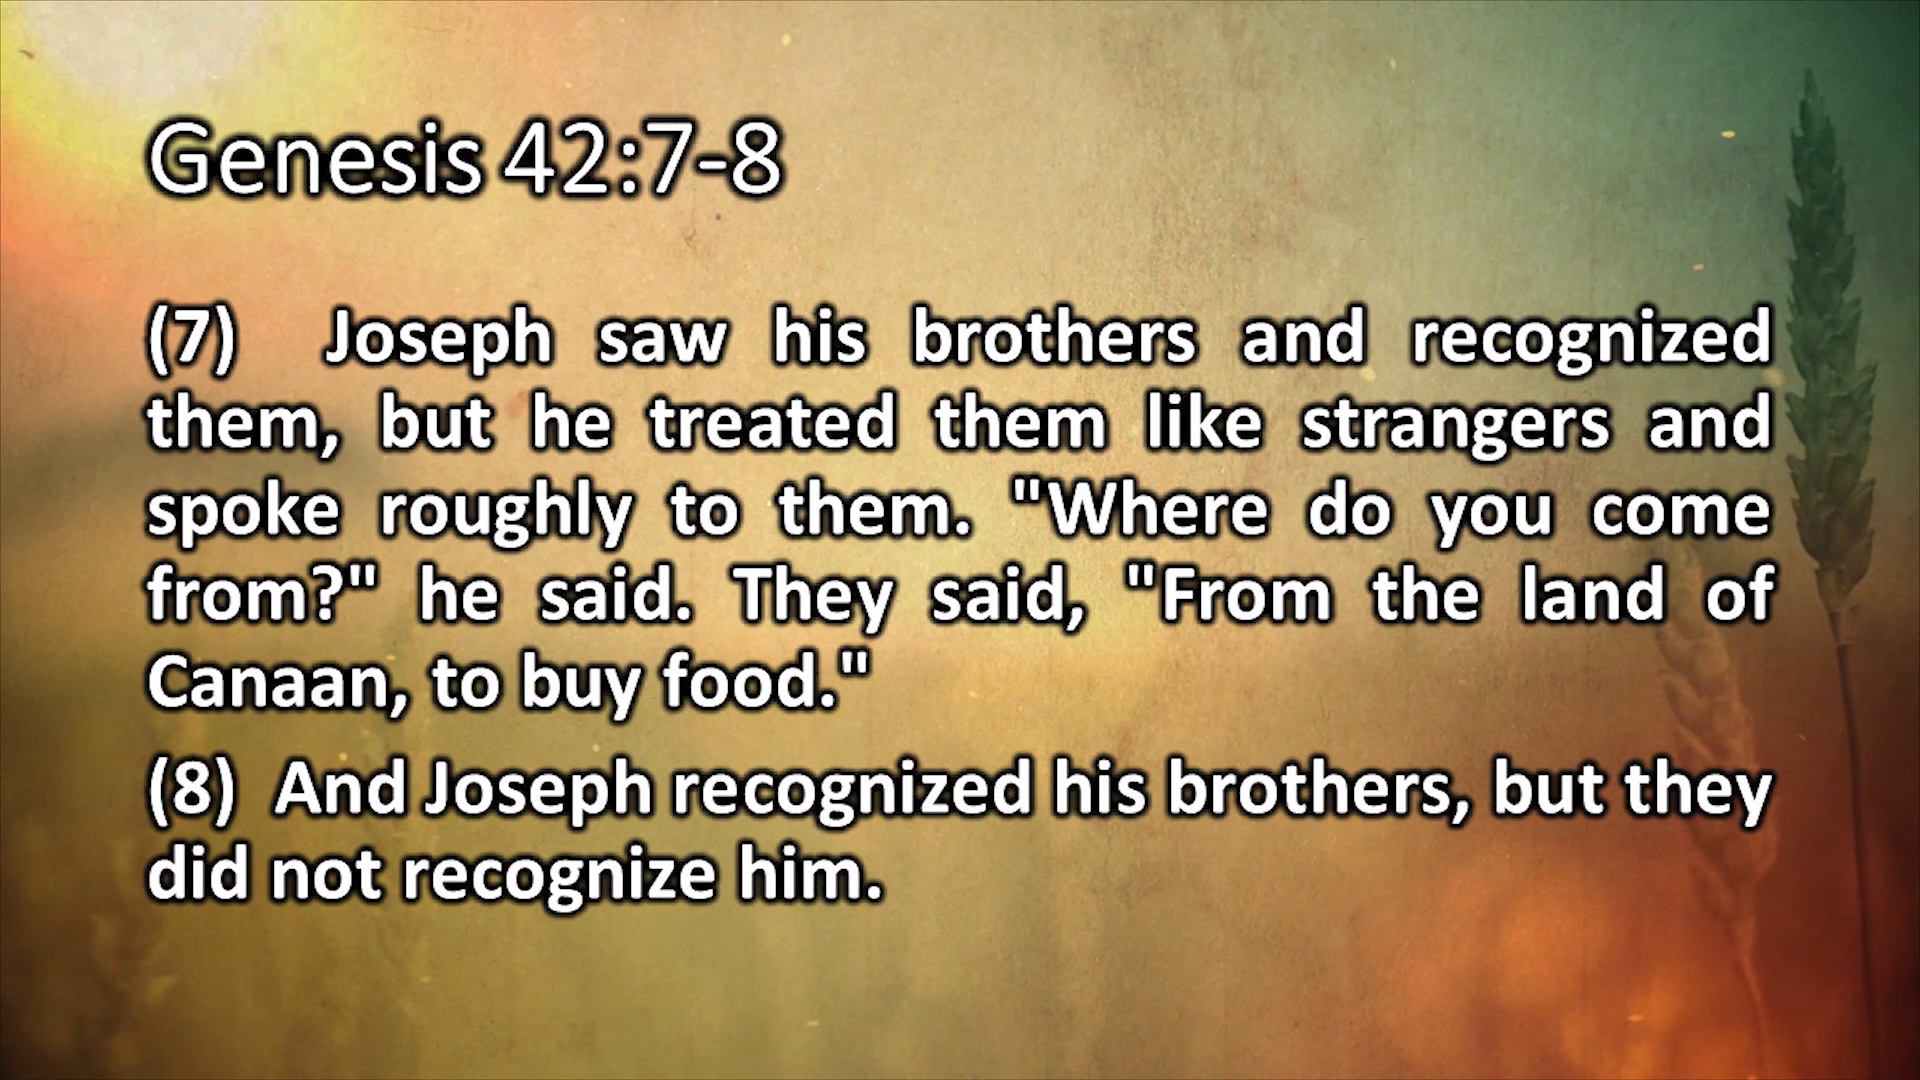 Genesis 42:7-8
(7) Joseph saw his brothers and recognized
them, but he treated them like strangers and
spoke roughly to them. "Where do you come
from?" he said. They said, "From the land of
Canaan, to buy food."
(8) And Joseph recognized his brothers, but they
did not recognize him.